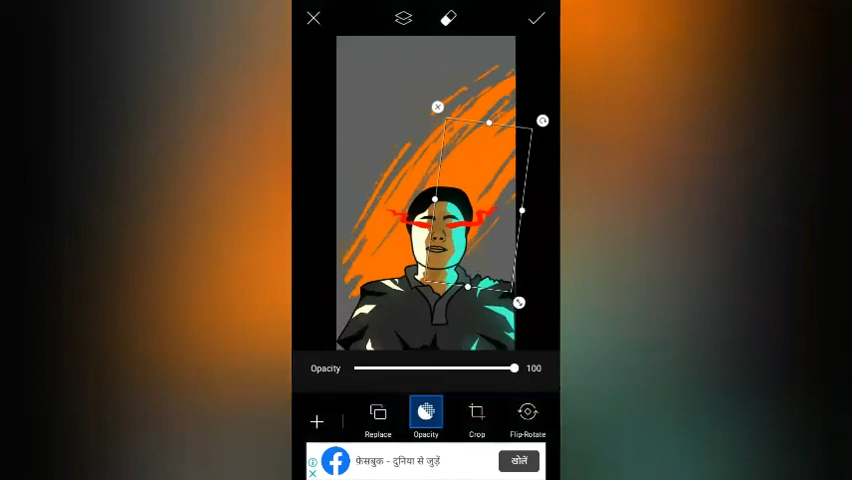 Opacity 100
Replace Opacity Crop Flip-Rotate
फ़ेसबुक - दुनिया से जुड़ें खोलें